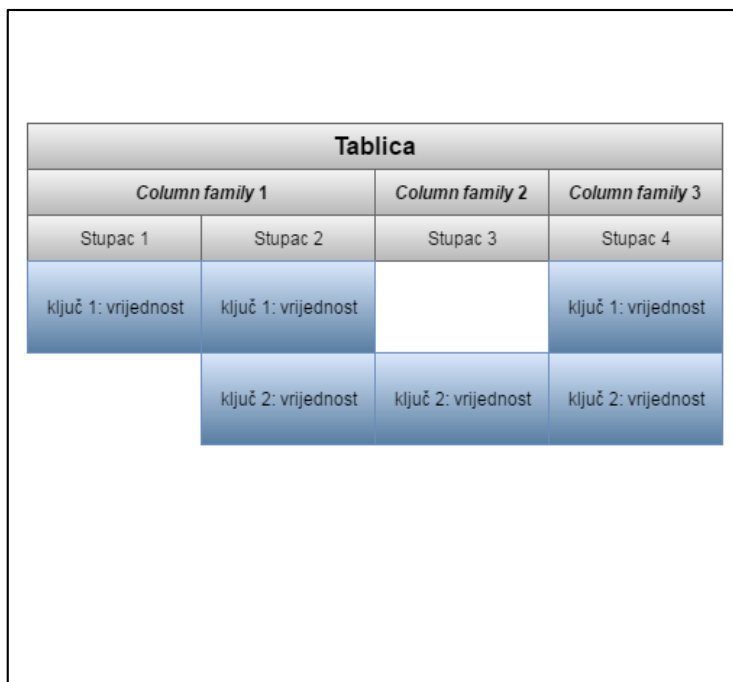 Tablica
Column family 1 Column family 2 Column family 3
Stupac 1 Stupac 2 Stupac 3 Stupac 4
ključ 1: vrijednost ključ 1: vrijednost ključ 1: vrijednost
ključ 2: vrijednost ključ 2: vrijednost ključ 2: vrijednost